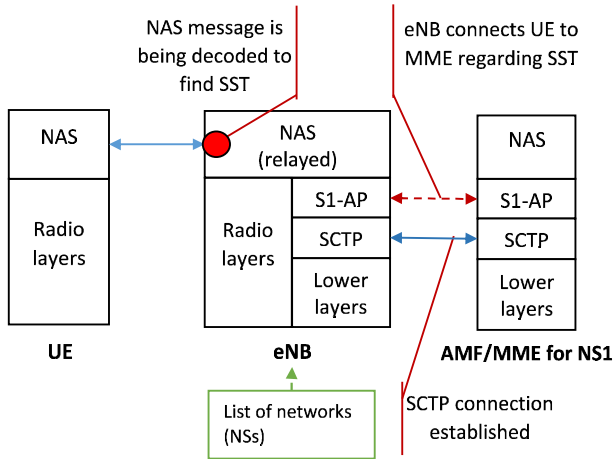 NAS message is
being decoded to
find SST
eNB connects UE to
MME regarding SST
NAS
Radio
layers
UE
NAS
(relayed)
Radio
layers
S1-AP
SCTP
Lower
layers
eNB
NAS
S1-AP
SCTP
Lower
layers
AMF/MME for NS1
List of networks
(NSs)
SCTP connection
established